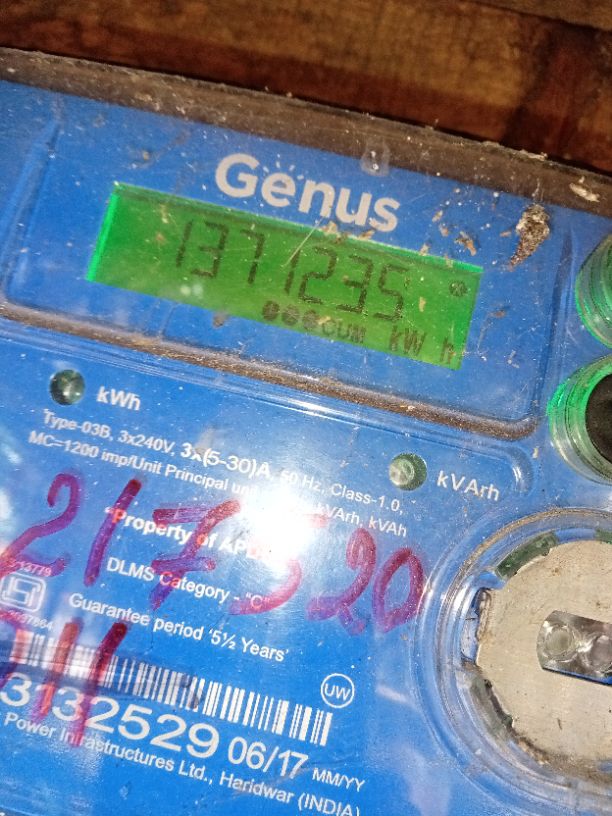 Genus
1371235
CUM kW h
kWh
kVArh
Type-03B, 3x240V, 3x(5-30)A, 50 Hz, Class-1.0,
MC=1200 imp/Unit Principal unit kVArh, kVAh
"Property of
DLMS Category - "C"
Guarantee period '5½ Years'
217520
UW
3132529 06/17 MM/YY
Power Infrastructures Ltd., Haridwar (INDIA)